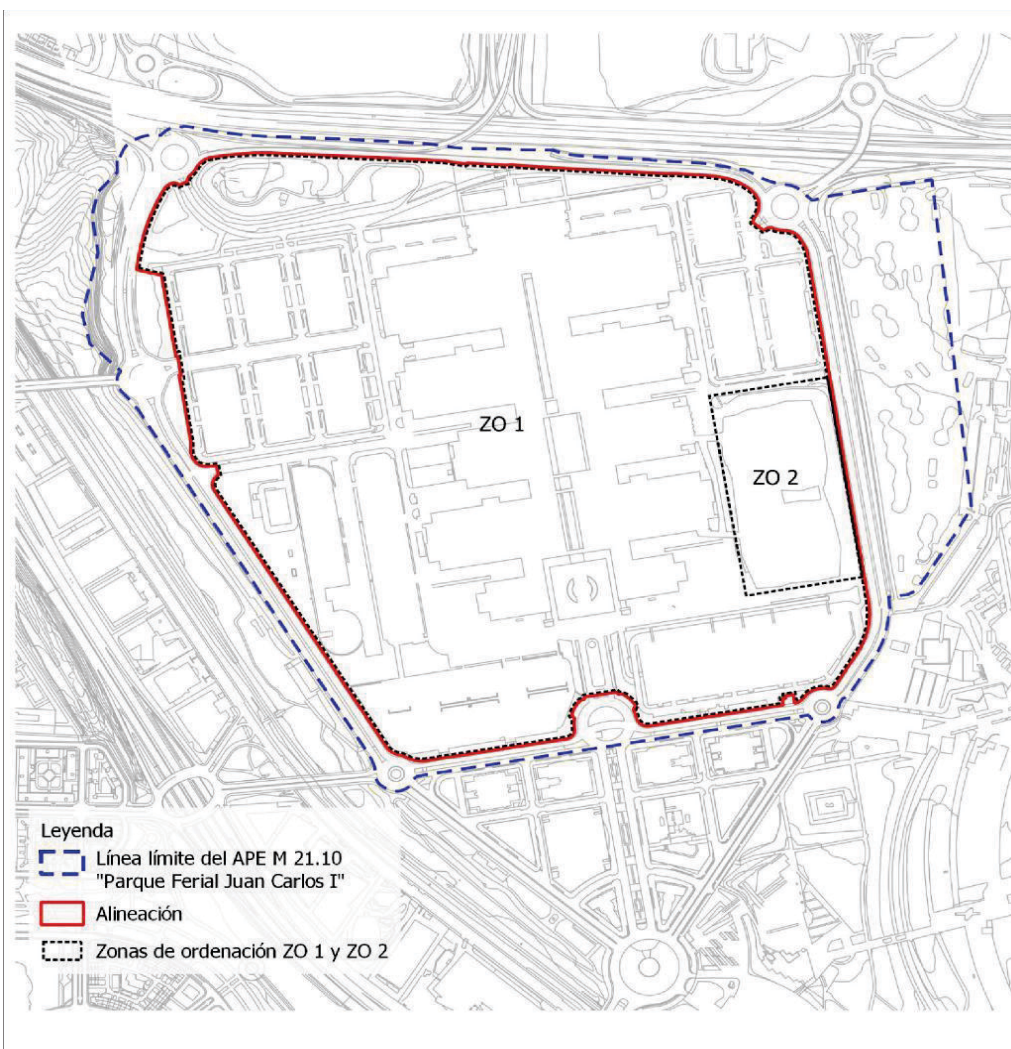 ZO 1
ZO 2
Leyenda
Línea límite del APE M 21.10
"Parque Ferial Juan Carlos I"
Alineación
Zonas de ordenación ZO 1 y ZO 2